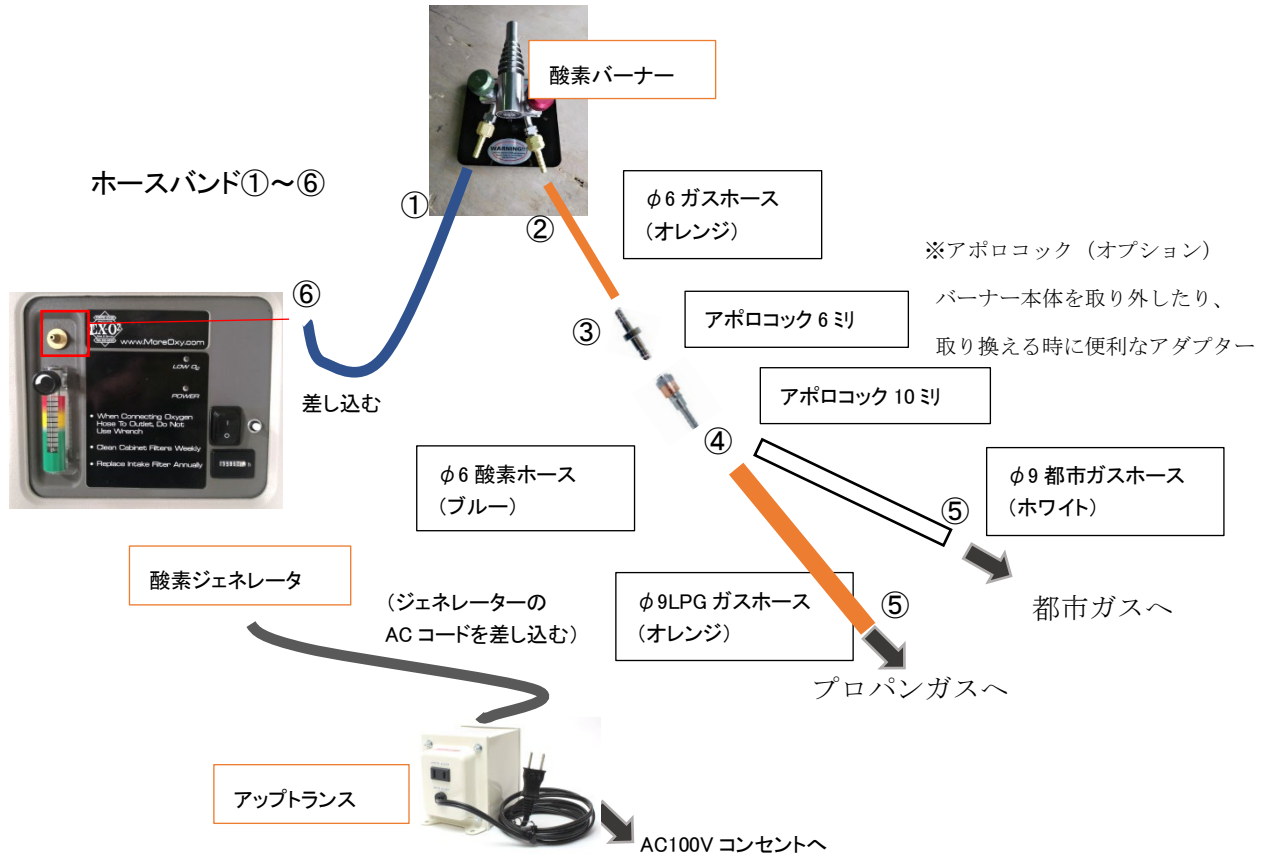 酸素バーナー
WARNING!!
ホースバンド①～⑥
①
②
φ6 ガスホース
(オレンジ)
※アポロコック（オプション）
バーナー本体を取り外したり、
取り換える時に便利なアダプター
⑥
③
アポロコック 6 ミリ
EX-O2
www.MoreOxy.com
LOW O2
POWER
• When Connecting Oxygen
Hose To Outlet, Do Not
Use Wrench
• Clean Cabinet Filters Weekly
• Replace Intake Filter Annually
差し込む
アポロコック 10 ミリ
④
φ6 酸素ホース
(ブルー)
φ9 都市ガスホース
(ホワイト)
⑤
都市ガスへ
酸素ジェネレータ
(ジェネレーターの
AC コードを差し込む)
φ9LPG ガスホース
(オレンジ)
⑤
プロパンガスへ
アップトランス
AC100V コンセントへ